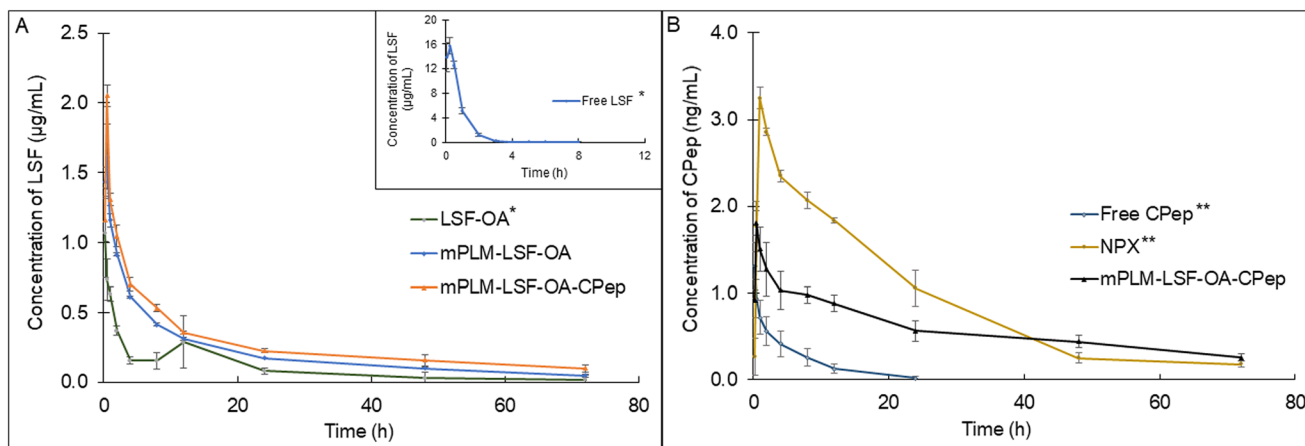 A
Concentration of LSF (µg/mL)
2.5
2.0
1.5
1.0
0.5
0.0
0
20
40
60
80
Time (h)
Concentration of LSF
(µg/mL)
20
16
12
8
4
0
0
4
8
12
Time (h)
Free LSF *
LSF-OA*
mPLM-LSF-OA
mPLM-LSF-OA-CPep
B
Concentration of CPep (ng/mL)
4.0
3.0
2.0
1.0
0.0
0
20
40
60
80
Time (h)
Free CPep**
NPX**
mPLM-LSF-OA-CPep